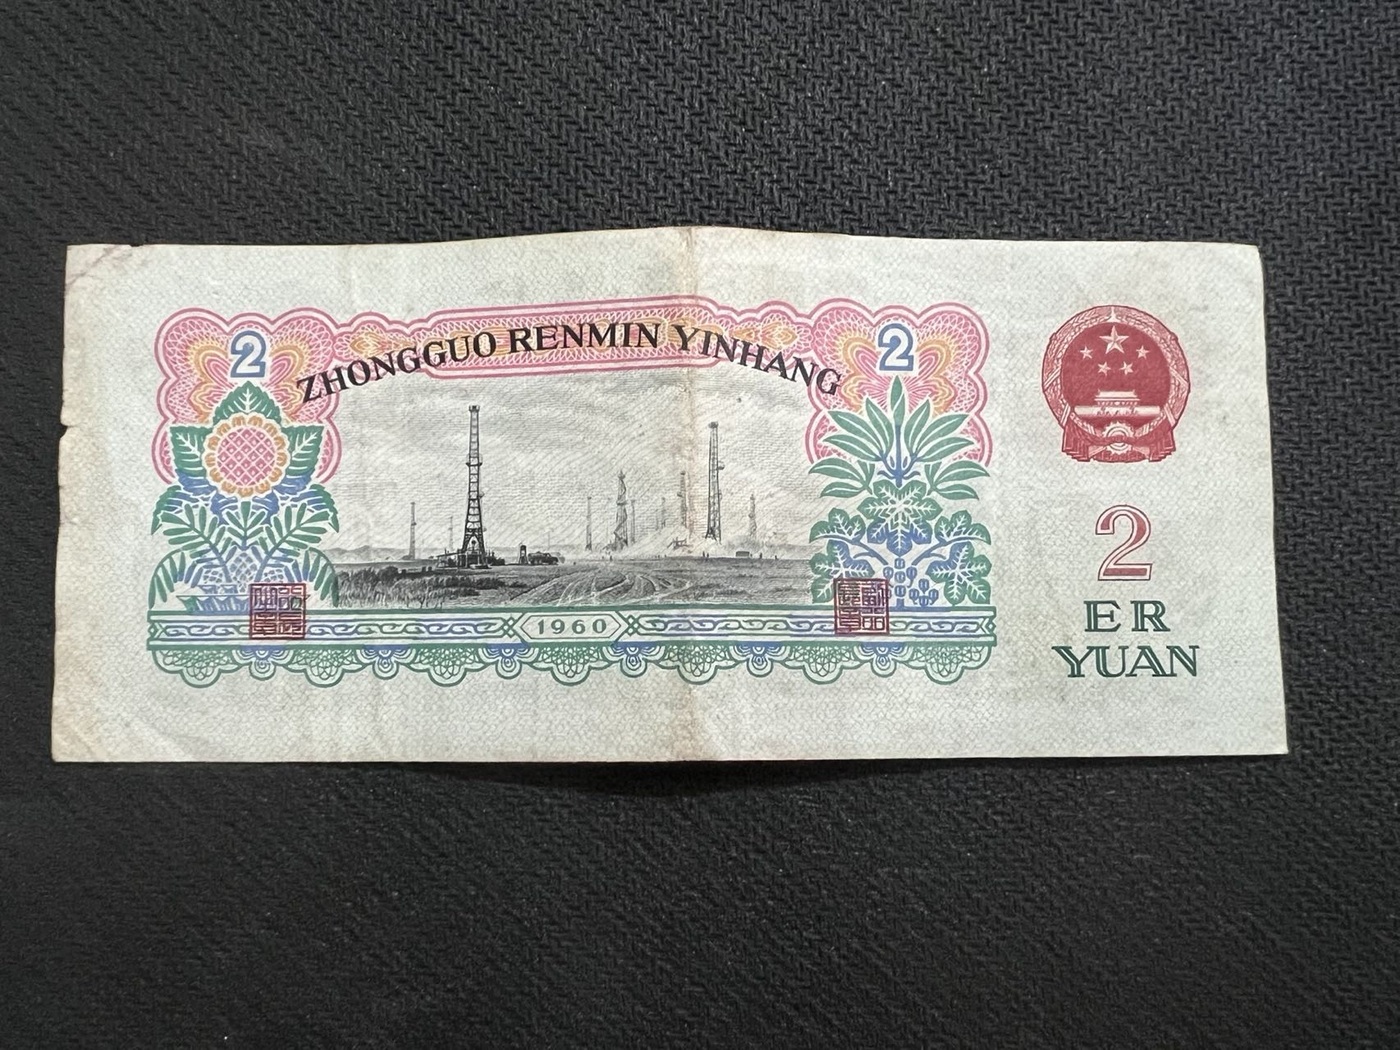 2
2
ZHONGGUO RENMIN YINHANG
1960
2
ER
YUAN